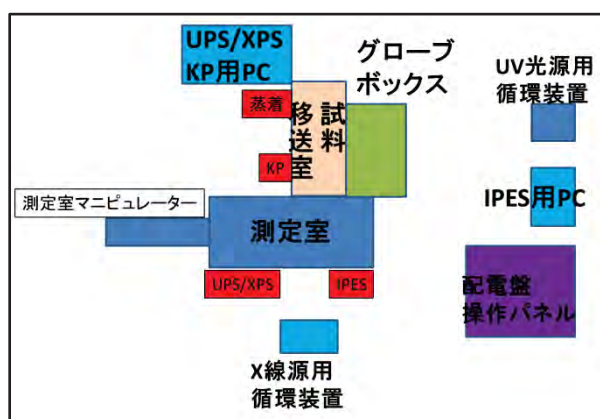 UPS/XPS
KP用PC
グローブ
ボックス
UV光源用
循環装置
蒸着
試料
移送室
KP
IPES用PC
測定室マニピュレーター
測定室
配電盤
操作パネル
UPS/XPS
IPES
X線源用
循環装置